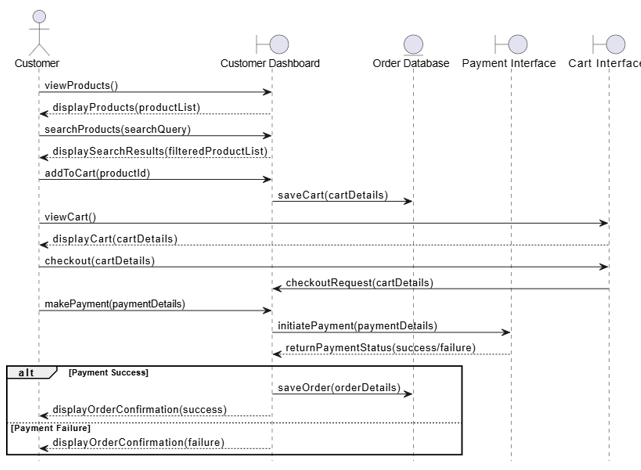 Customer
Customer Dashboard
Order Database
Payment Interface
Cart Interface
viewProducts()
displayProducts(productList)
searchProducts(searchQuery)
displaySearchResults(filteredProductList)
addToCart(productId)
saveCart(cartDetails)
viewCart()
displayCart(cartDetails)
checkout(cartDetails)
checkoutRequest(cartDetails)
makePayment(paymentDetails)
initiatePayment(paymentDetails)
returnPaymentStatus(success/failure)
alt [Payment Success]
saveOrder(orderDetails)
displayOrderConfirmation(success)
[Payment Failure]
displayOrderConfirmation(failure)